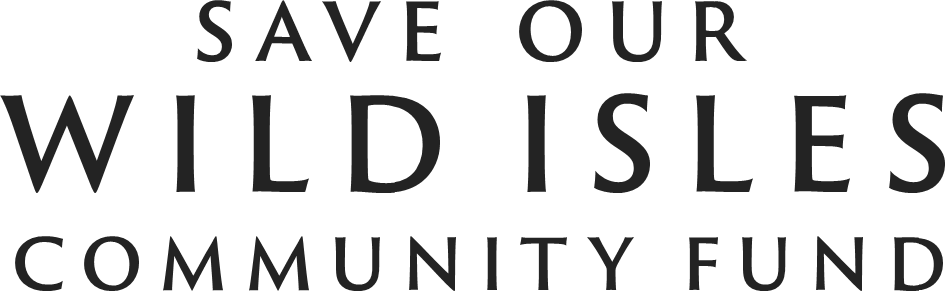 SAVE OUR
WILD ISLES
COMMUNITY FUND